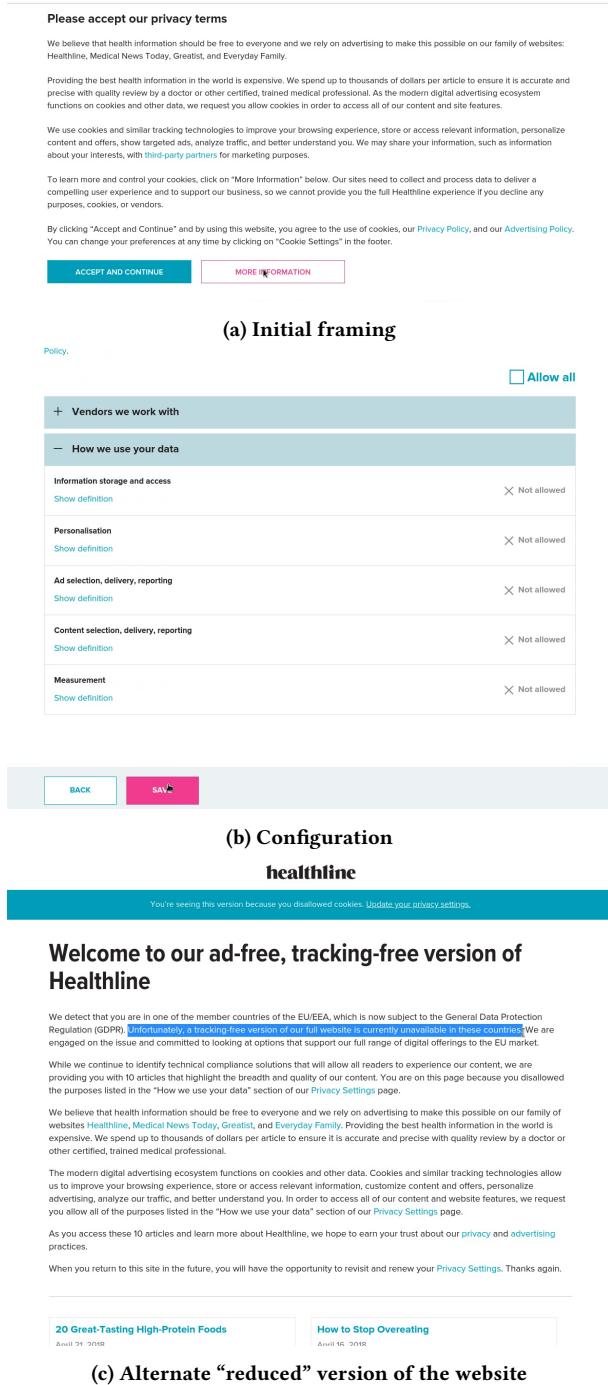 Please accept our privacy terms
We believe that health information should be free to everyone and we rely on advertising to make this possible on our family of websites:
Healthline, Medical News Today, Greatist, and Everyday Family.
Providing the best health information in the world is expensive. We spend up to thousands of dollars per article to ensure it is accurate and
precise with quality review by a doctor or other certified, trained medical professional. As the modern digital advertising ecosystem
functions on cookies and other data, we request you allow cookies in order to access all of our content and site features.
We use cookies and similar tracking technologies to improve your browsing experience, store or access relevant information, personalize
content and offers, show targeted ads, analyze traffic, and better understand you. We may share your information, such as information
about your interests, with third-party partners for marketing purposes.
To learn more and control your cookies, click on "More Information" below. Our sites need to collect and process data to deliver a
compelling user experience and to support our business, so we cannot provide you the full Healthline experience if you decline any
purposes, cookies, or vendors.
By clicking "Accept and Continue" and by using this website, you agree to the use of cookies, our Privacy Policy, and our Advertising Policy.
You can change your preferences at any time by clicking on "Cookie Settings" in the footer.
ACCEPT AND CONTINUE
MORE INFORMATION
(a) Initial framing
Policy.
Allow all
+ Vendors we work with
− How we use your data
Information storage and access
Show definition
Not allowed
Personalisation
Show definition
Not allowed
Ad selection, delivery, reporting
Show definition
Not allowed
Content selection, delivery, reporting
Show definition
Not allowed
Measurement
Show definition
Not allowed
BACK
SAVE
(b) Configuration
healthline
You're seeing this version because you disallowed cookies. Update your privacy settings.
Welcome to our ad-free, tracking-free version of
Healthline
We detect that you are in one of the member countries of the EU/EEA, which is now subject to the General Data Protection
Regulation (GDPR). Unfortunately, a tracking-free version of our full website is currently unavailable in these countries. We are
engaged on the issue and committed to looking at options that support our full range of digital offerings to the EU market.
While we continue to identify technical compliance solutions that will allow all readers to experience our content, we are
providing you with 10 articles that highlight the breadth and quality of our content. You are on this page because you disallowed
the purposes listed in the "How we use your data" section of our Privacy Settings page.
We believe that health information should be free to everyone and we rely on advertising to make this possible on our family of
websites Healthline, Medical News Today, Greatist, and Everyday Family. Providing the best health information in the world is
expensive. We spend up to thousands of dollars per article to ensure it is accurate and precise with quality review by a doctor or
other certified, trained medical professional.
The modern digital advertising ecosystem functions on cookies and other data. Cookies and similar tracking technologies allow
us to improve your browsing experience, store or access relevant information, customize content and offers, personalize
advertising, analyze our traffic, and better understand you. In order to access all of our content and website features, we request
you allow all of the purposes listed in the "How we use your data" section of our Privacy Settings page.
As you access these 10 articles and learn more about Healthline, we hope to earn your trust about our privacy and advertising
practices.
When you return to this site in the future, you will have the opportunity to revisit and renew your Privacy Settings. Thanks again.
20 Great-Tasting High-Protein Foods
April 21, 2018
How to Stop Overeating
April 16, 2018
(c) Alternate “reduced” version of the website